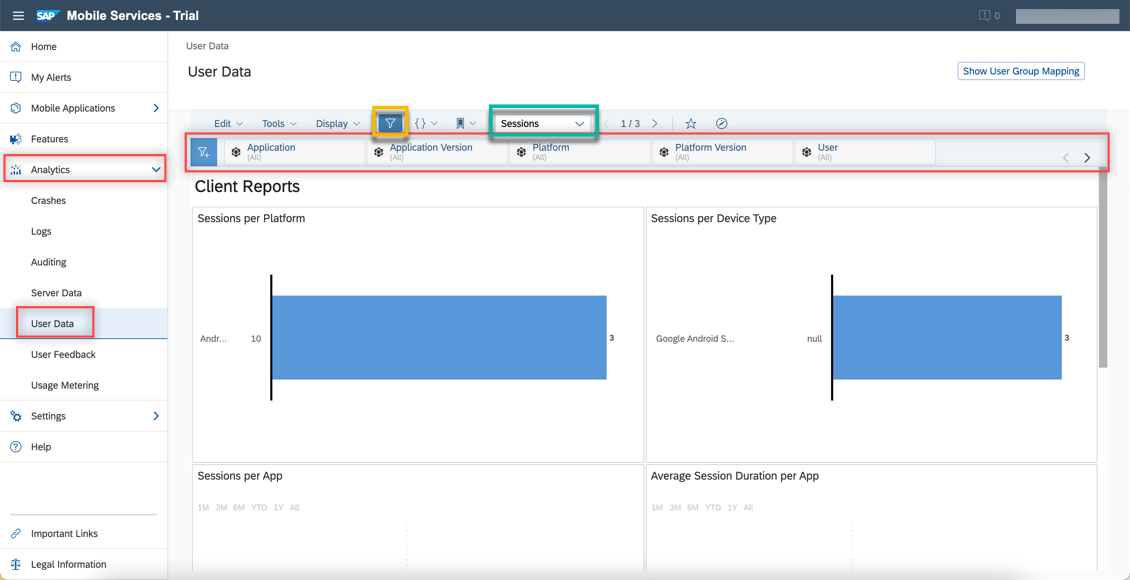 SAP Mobile Services - Trial
0
Home
My Alerts
Mobile Applications
Features
Analytics
Crashes
Logs
Auditing
Server Data
User Data
User Feedback
Usage Metering
Settings
Help
Important Links
Legal Information
User Data
User Data
Show User Group Mapping
Edit Tools Display { } Sessions 1 / 3
Application
(All)
Application Version
(All)
Platform
(All)
Platform Version
(All)
User
(All)
Client Reports
Sessions per Platform
Andr... 10 3
Sessions per Device Type
Google Android S... null 3
Sessions per App
1M 3M 6M YTD 1Y All
Average Session Duration per App
1M 3M 6M YTD 1Y All